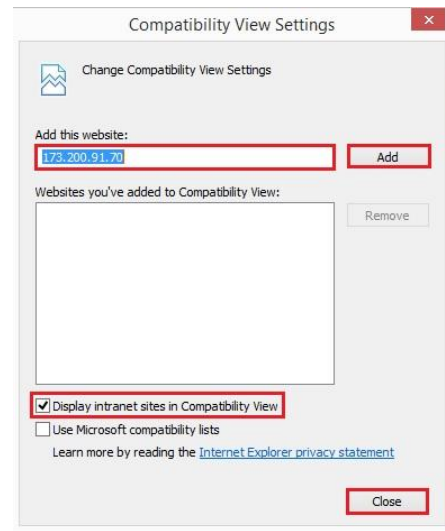 Compatibility View Settings
Change Compatibility View Settings
Add this website:
173.200.91.70
Add
Websites you've added to Compatibility View:
Remove
Display intranet sites in Compatibility View
Use Microsoft compatibility lists
Learn more by reading the Internet Explorer privacy statement
Close